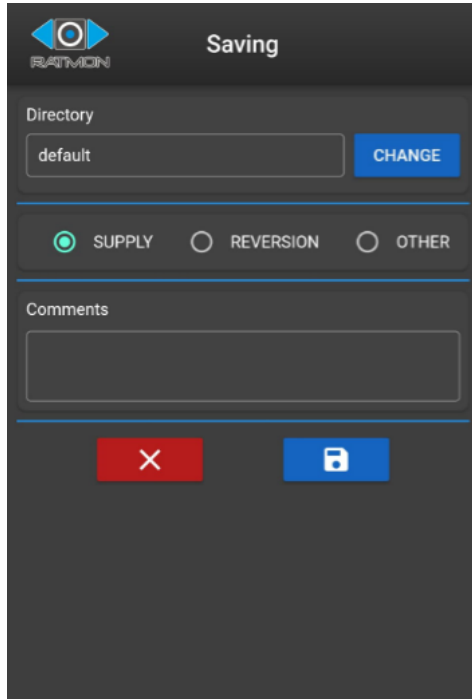 RATMON
Saving
Directory
default
CHANGE
SUPPLY REVERSION OTHER
Comments